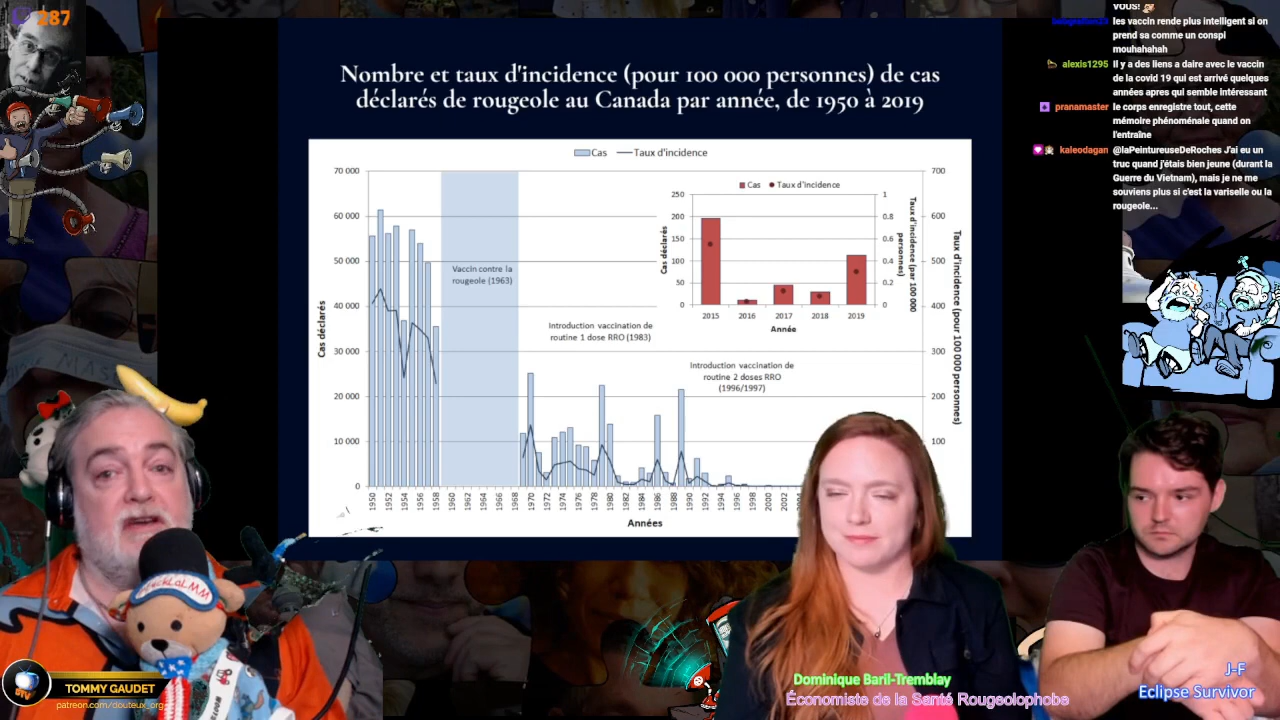 287
VOUS!
les vaccin rende plus intelligent si on
prend sa comme un conspi
mouhahahah
alexis1295 Il y a des liens a daire avec le vaccin
de la covid 19 qui est arrivé quelques
années apres qui semble intéressant
pranamaster le corps enregistre tout, cette
mémoire phénoménale quand on
l'entraîne
kaleodagan @laPeintureuseDeRoches J'ai eu un
truc quand j'étais bien jeune (durant la
Guerre du Vietnam), mais je ne me
souviens plus si c'est la variselle ou la
rougeole...
Nombre et taux d'incidence (pour 100 000 personnes) de cas
déclarés de rougeole au Canada par année, de 1950 à 2019
Cas Taux d'incidence
70 000
60 000
50 000
40 000
30 000
20 000
10 000
0
Cas déclarés
700
600
500
400
300
200
100
Taux d'incidence (pour 100 000 personnes)
Vaccin contre la
rougeole (1963)
Introduction vaccination de
routine 1 dose RRO (1983)
Introduction vaccination de
routine 2 doses RRO
(1996/1997)
Cas Taux d'incidence
250
200
150
100
50
0
Cas déclarés
1
0.8
0.6
0.4
0.2
0
Taux d'incidence (par 100 000
personnes)
2015 2016 2017 2018 2019
Année
1950 1952 1954 1956 1958 1960 1962 1964 1966 1968 1970 1972 1974 1976 1978 1980 1982 1984 1986 1988 1990 1992 1994 1996 1998 2000 2002
Années
DTV
TOMMY GAUDET
patreon.com/douteux_org
Dominique Baril-Tremblay
Économiste de la Santé Rougeolophobe
J-F
Eclipse Survivor